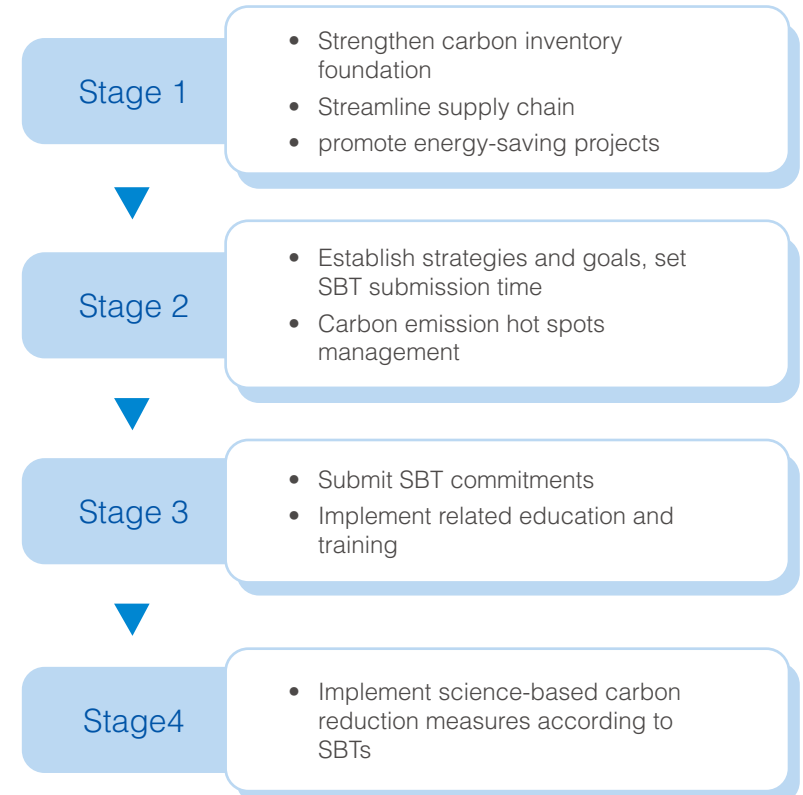 Stage 1
• Strengthen carbon inventory
foundation
• Streamline supply chain
• promote energy-saving projects
Stage 2
• Establish strategies and goals, set
SBT submission time
• Carbon emission hot spots
management
Stage 3
• Submit SBT commitments
• Implement related education and
training
Stage4
• Implement science-based carbon
reduction measures according to
SBTs